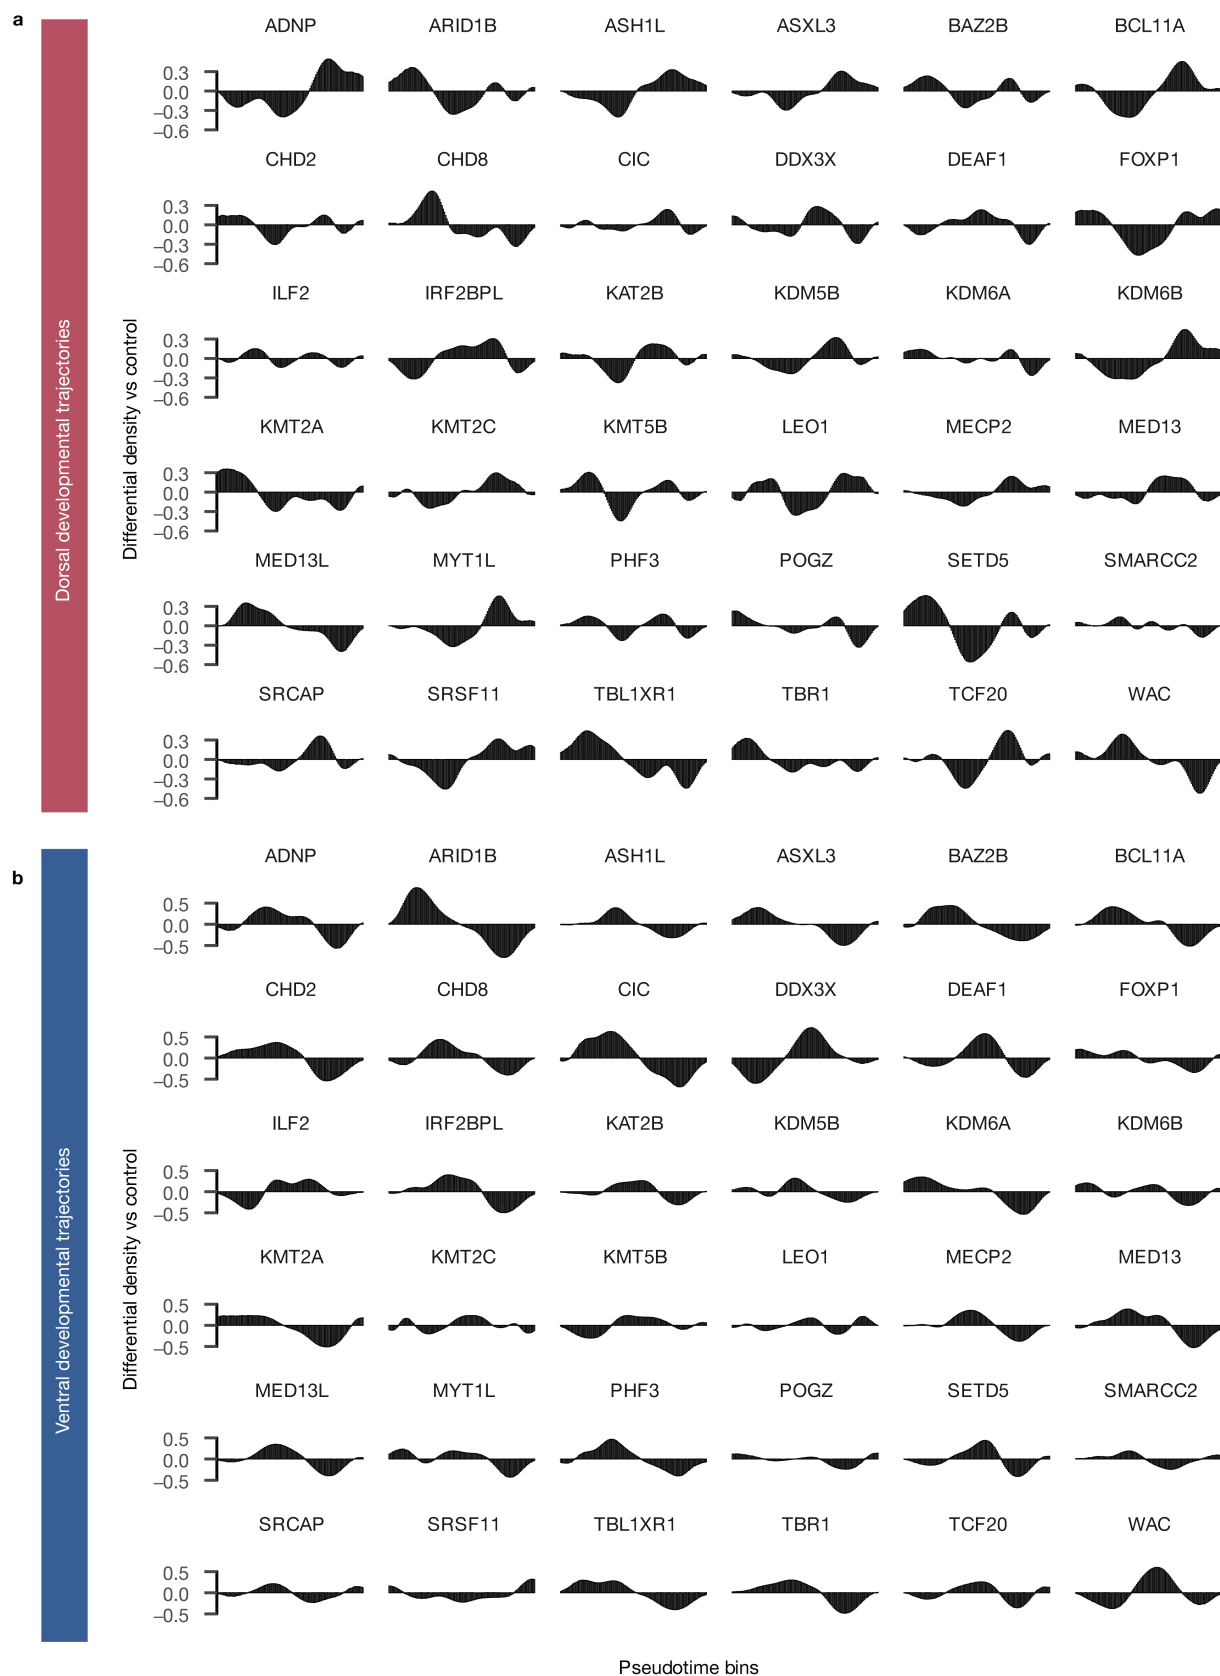 a
ADNP ARID1B ASH1L ASXL3 BAZ2B BCL11A
0.3
0.0
–0.3
–0.6
CHD2 CHD8 CIC DDX3X DEAF1 FOXP1
0.3
0.0
–0.3
–0.6
ILF2 IRF2BPL KAT2B KDM5B KDM6A KDM6B
0.3
0.0
–0.3
–0.6
KMT2A KMT2C KMT5B LEO1 MECP2 MED13
0.3
0.0
–0.3
–0.6
MED13L MYT1L PHF3 POGZ SETD5 SMARCC2
0.3
0.0
–0.3
–0.6
SRCAP SRSF11 TBL1XR1 TBR1 TCF20 WAC
0.3
0.0
–0.3
–0.6
Dorsal developmental trajectories
Differential density vs control
b
ADNP ARID1B ASH1L ASXL3 BAZ2B BCL11A
0.5
0.0
–0.5
CHD2 CHD8 CIC DDX3X DEAF1 FOXP1
0.5
0.0
–0.5
ILF2 IRF2BPL KAT2B KDM5B KDM6A KDM6B
0.5
0.0
–0.5
KMT2A KMT2C KMT5B LEO1 MECP2 MED13
0.5
0.0
–0.5
MED13L MYT1L PHF3 POGZ SETD5 SMARCC2
0.5
0.0
–0.5
SRCAP SRSF11 TBL1XR1 TBR1 TCF20 WAC
0.5
0.0
–0.5
Ventral developmental trajectories
Differential density vs control
Pseudotime bins